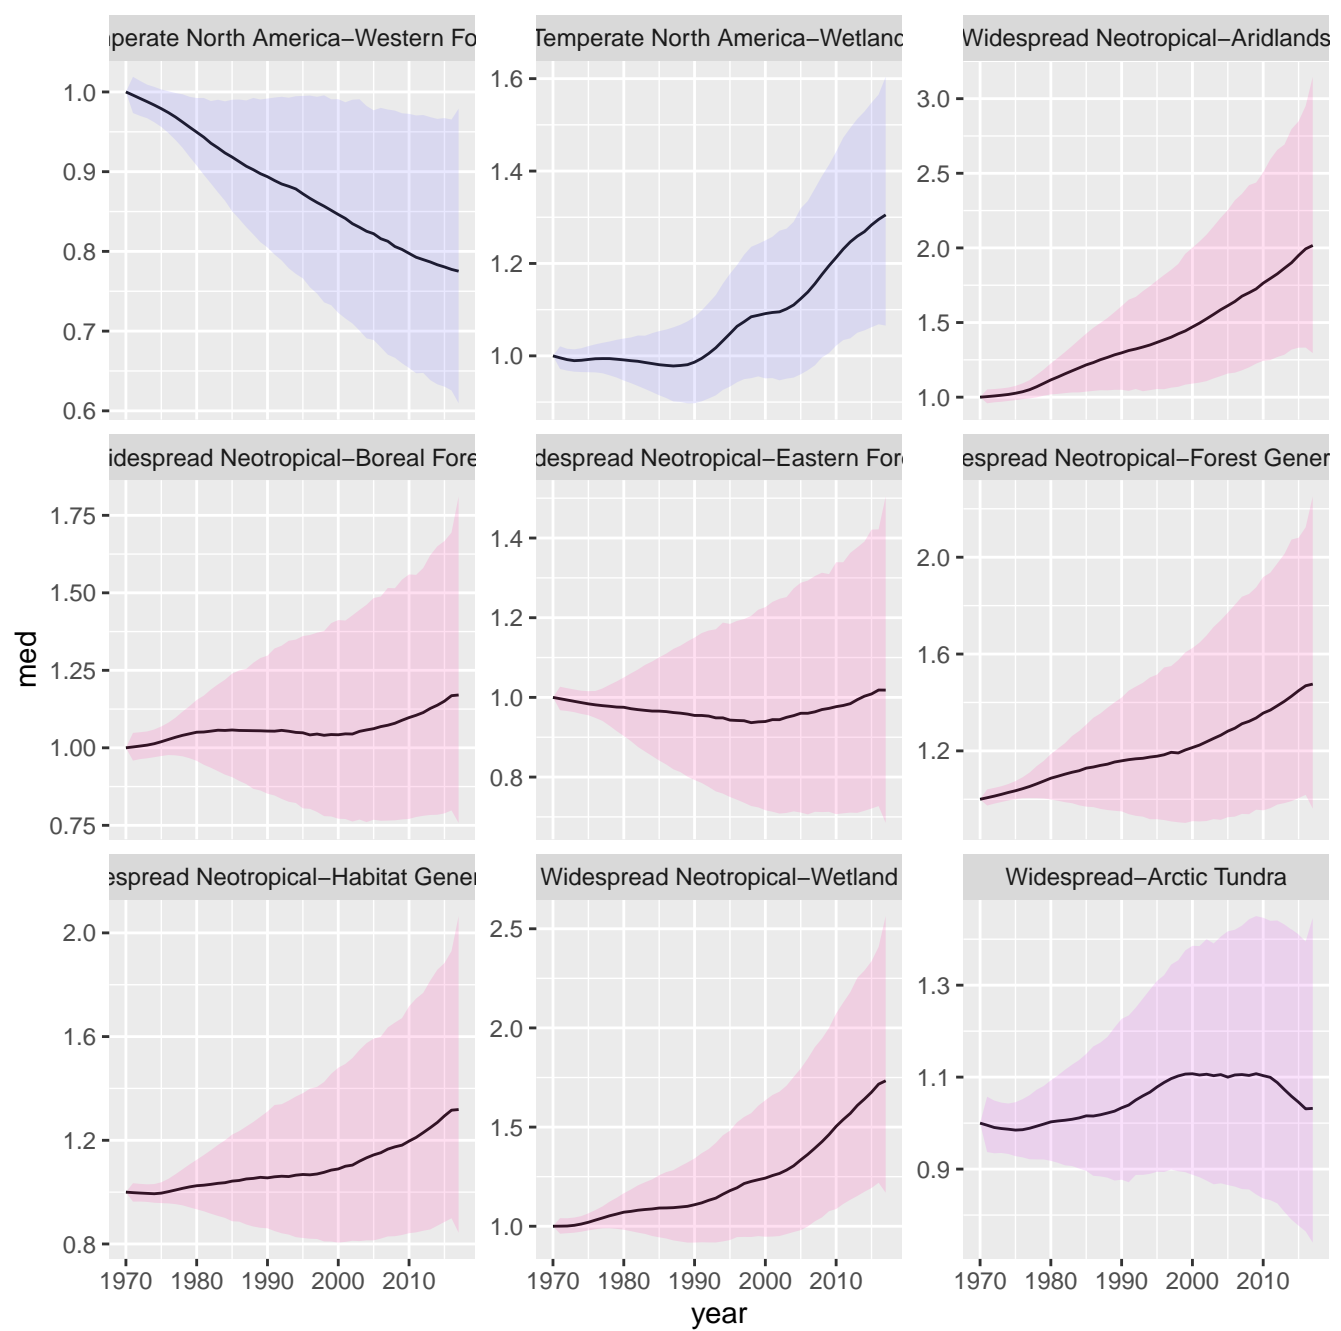 perate North America–Western Fo
Temperate North America–Wetland
Widespread Neotropical–Aridlands
1.0
0.9
0.8
0.7
0.6
1.6
1.4
1.2
1.0
3.0
2.5
2.0
1.5
1.0
idespread Neotropical–Boreal Fore
despread Neotropical–Eastern Fore
espread Neotropical–Forest Gener
1.75
1.50
1.25
1.00
0.75
1.4
1.2
1.0
0.8
2.0
1.6
1.2
med
espread Neotropical–Habitat Gener
Widespread Neotropical–Wetland
Widespread–Arctic Tundra
2.0
1.6
1.2
0.8
2.5
2.0
1.5
1.0
1.3
1.1
0.9
1970 1980 1990 2000 2010
1970 1980 1990 2000 2010
1970 1980 1990 2000 2010
year